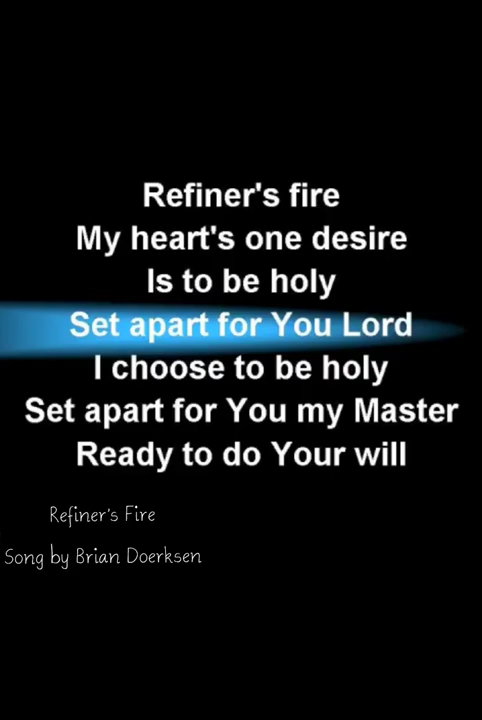 Refiner's fire
My heart's one desire
Is to be holy
Set apart for You Lord
I choose to be holy
Set apart for You my Master
Ready to do Your will
Refiner's Fire
Song by Brian Doerksen